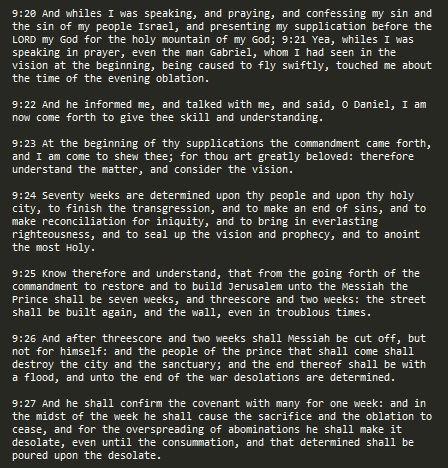 9:20 And whiles I was speaking, and praying, and confessing my sin and
the sin of my people Israel, and presenting my supplication before the
LORD my God for the holy mountain of my God; 9:21 Yea, whiles I was
speaking in prayer, even the man Gabriel, whom I had seen in the
vision at the beginning, being caused to fly swiftly, touched me about
the time of the evening oblation.
9:22 And he informed me, and talked with me, and said, O Daniel, I am
now come forth to give thee skill and understanding.
9:23 At the beginning of thy supplications the commandment came forth,
and I am come to shew thee; for thou art greatly beloved: therefore
understand the matter, and consider the vision.
9:24 Seventy weeks are determined upon thy people and upon thy holy
city, to finish the transgression, and to make an end of sins, and to
make reconciliation for iniquity, and to bring in everlasting
righteousness, and to seal up the vision and prophecy, and to anoint
the most Holy.
9:25 Know therefore and understand, that from the going forth of the
commandment to restore and to build Jerusalem unto the Messiah the
Prince shall be seven weeks, and threescore and two weeks: the street
shall be built again, and the wall, even in troublous times.
9:26 And after threescore and two weeks shall Messiah be cut off, but
not for himself: and the people of the prince that shall come shall
destroy the city and the sanctuary; and the end thereof shall be with
a flood, and unto the end of the war desolations are determined.
9:27 And he shall confirm the covenant with many for one week: and in
the midst of the week he shall cause the sacrifice and the oblation to
cease, and for the overspreading of abominations he shall make it
desolate, even until the consummation, and that determined shall be
poured upon the desolate.